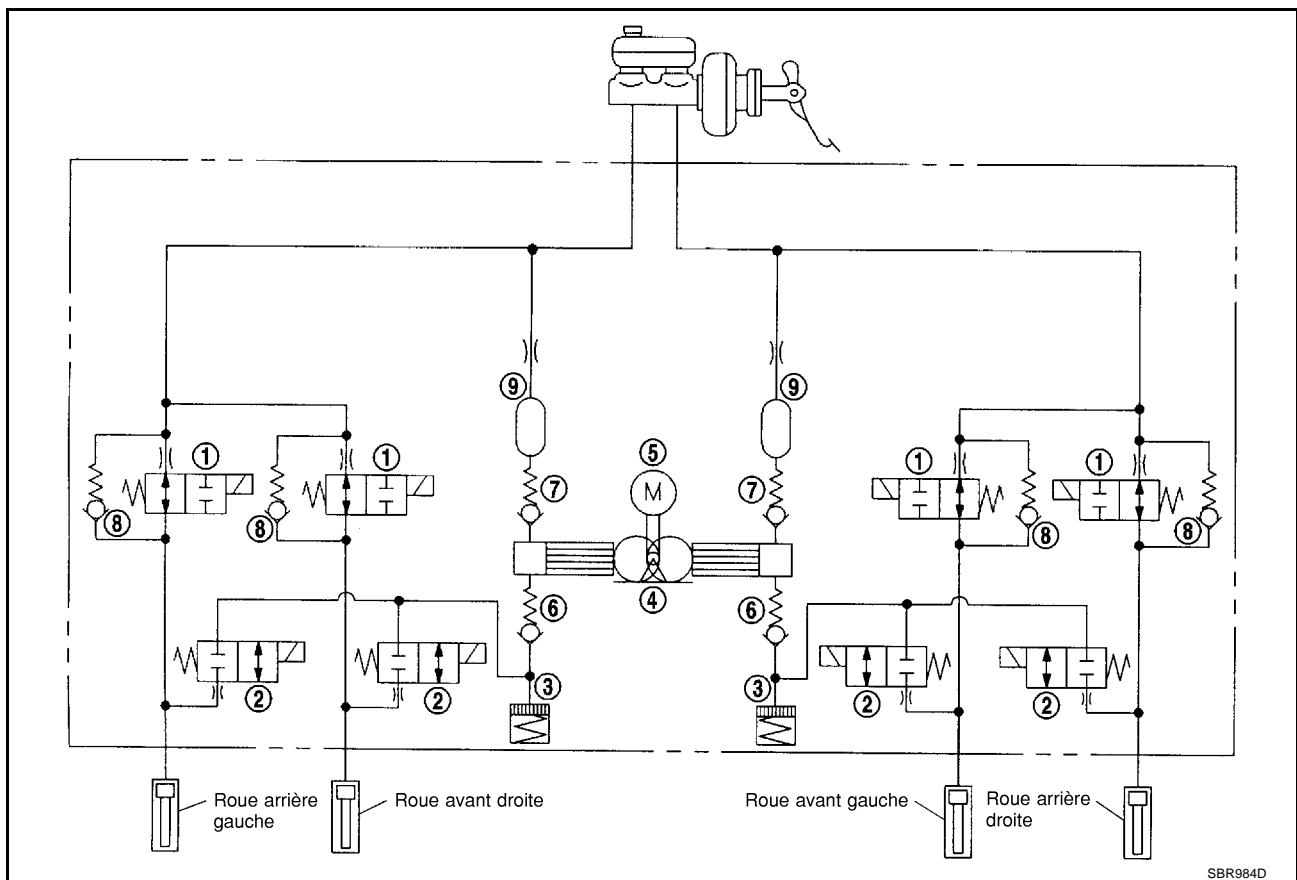 ⑨ ⑨
⑤
① ① M ① ①
⑦ ⑦
⑧ ⑧ ⑧ ⑧
⑥ ④ ⑥
② ② ③ ③ ② ②
Roue arrière
gauche
Roue avant droite
Roue avant gauche
Roue arrière
droite
SBR984D